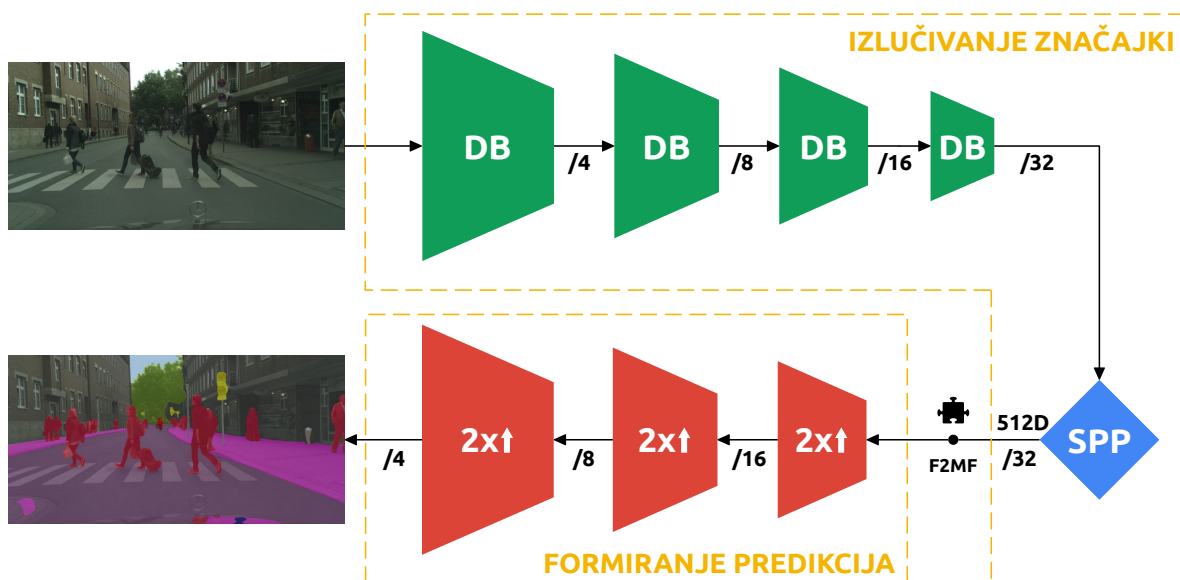 IZLUČIVANJE ZNAČAJKI
DB
/4
DB
/8
DB
/16
DB
/32
SPP
512D
/32
F2MF
2x⬆
/16
2x⬆
/8
2x⬆
/4
FORMIRANJE PREDIKCIJA